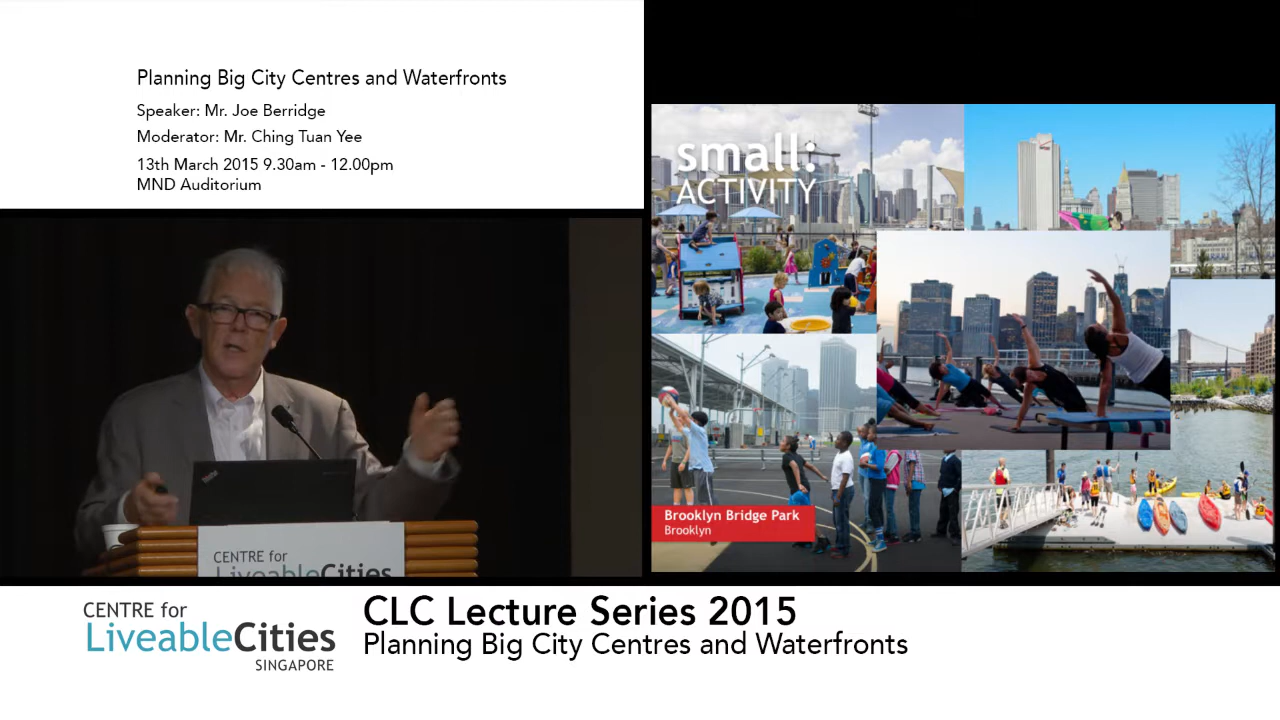 Planning Big City Centres and Waterfronts
Speaker: Mr. Joe Berridge
Moderator: Mr. Ching Tuan Yee
13th March 2015 9.30am - 12.00pm
MND Auditorium
small:
ACTIVITY
Brooklyn Bridge Park
Brooklyn
CENTRE for
LiveableCities
CENTRE for
LiveableCities
SINGAPORE
CLC Lecture Series 2015
Planning Big City Centres and Waterfronts